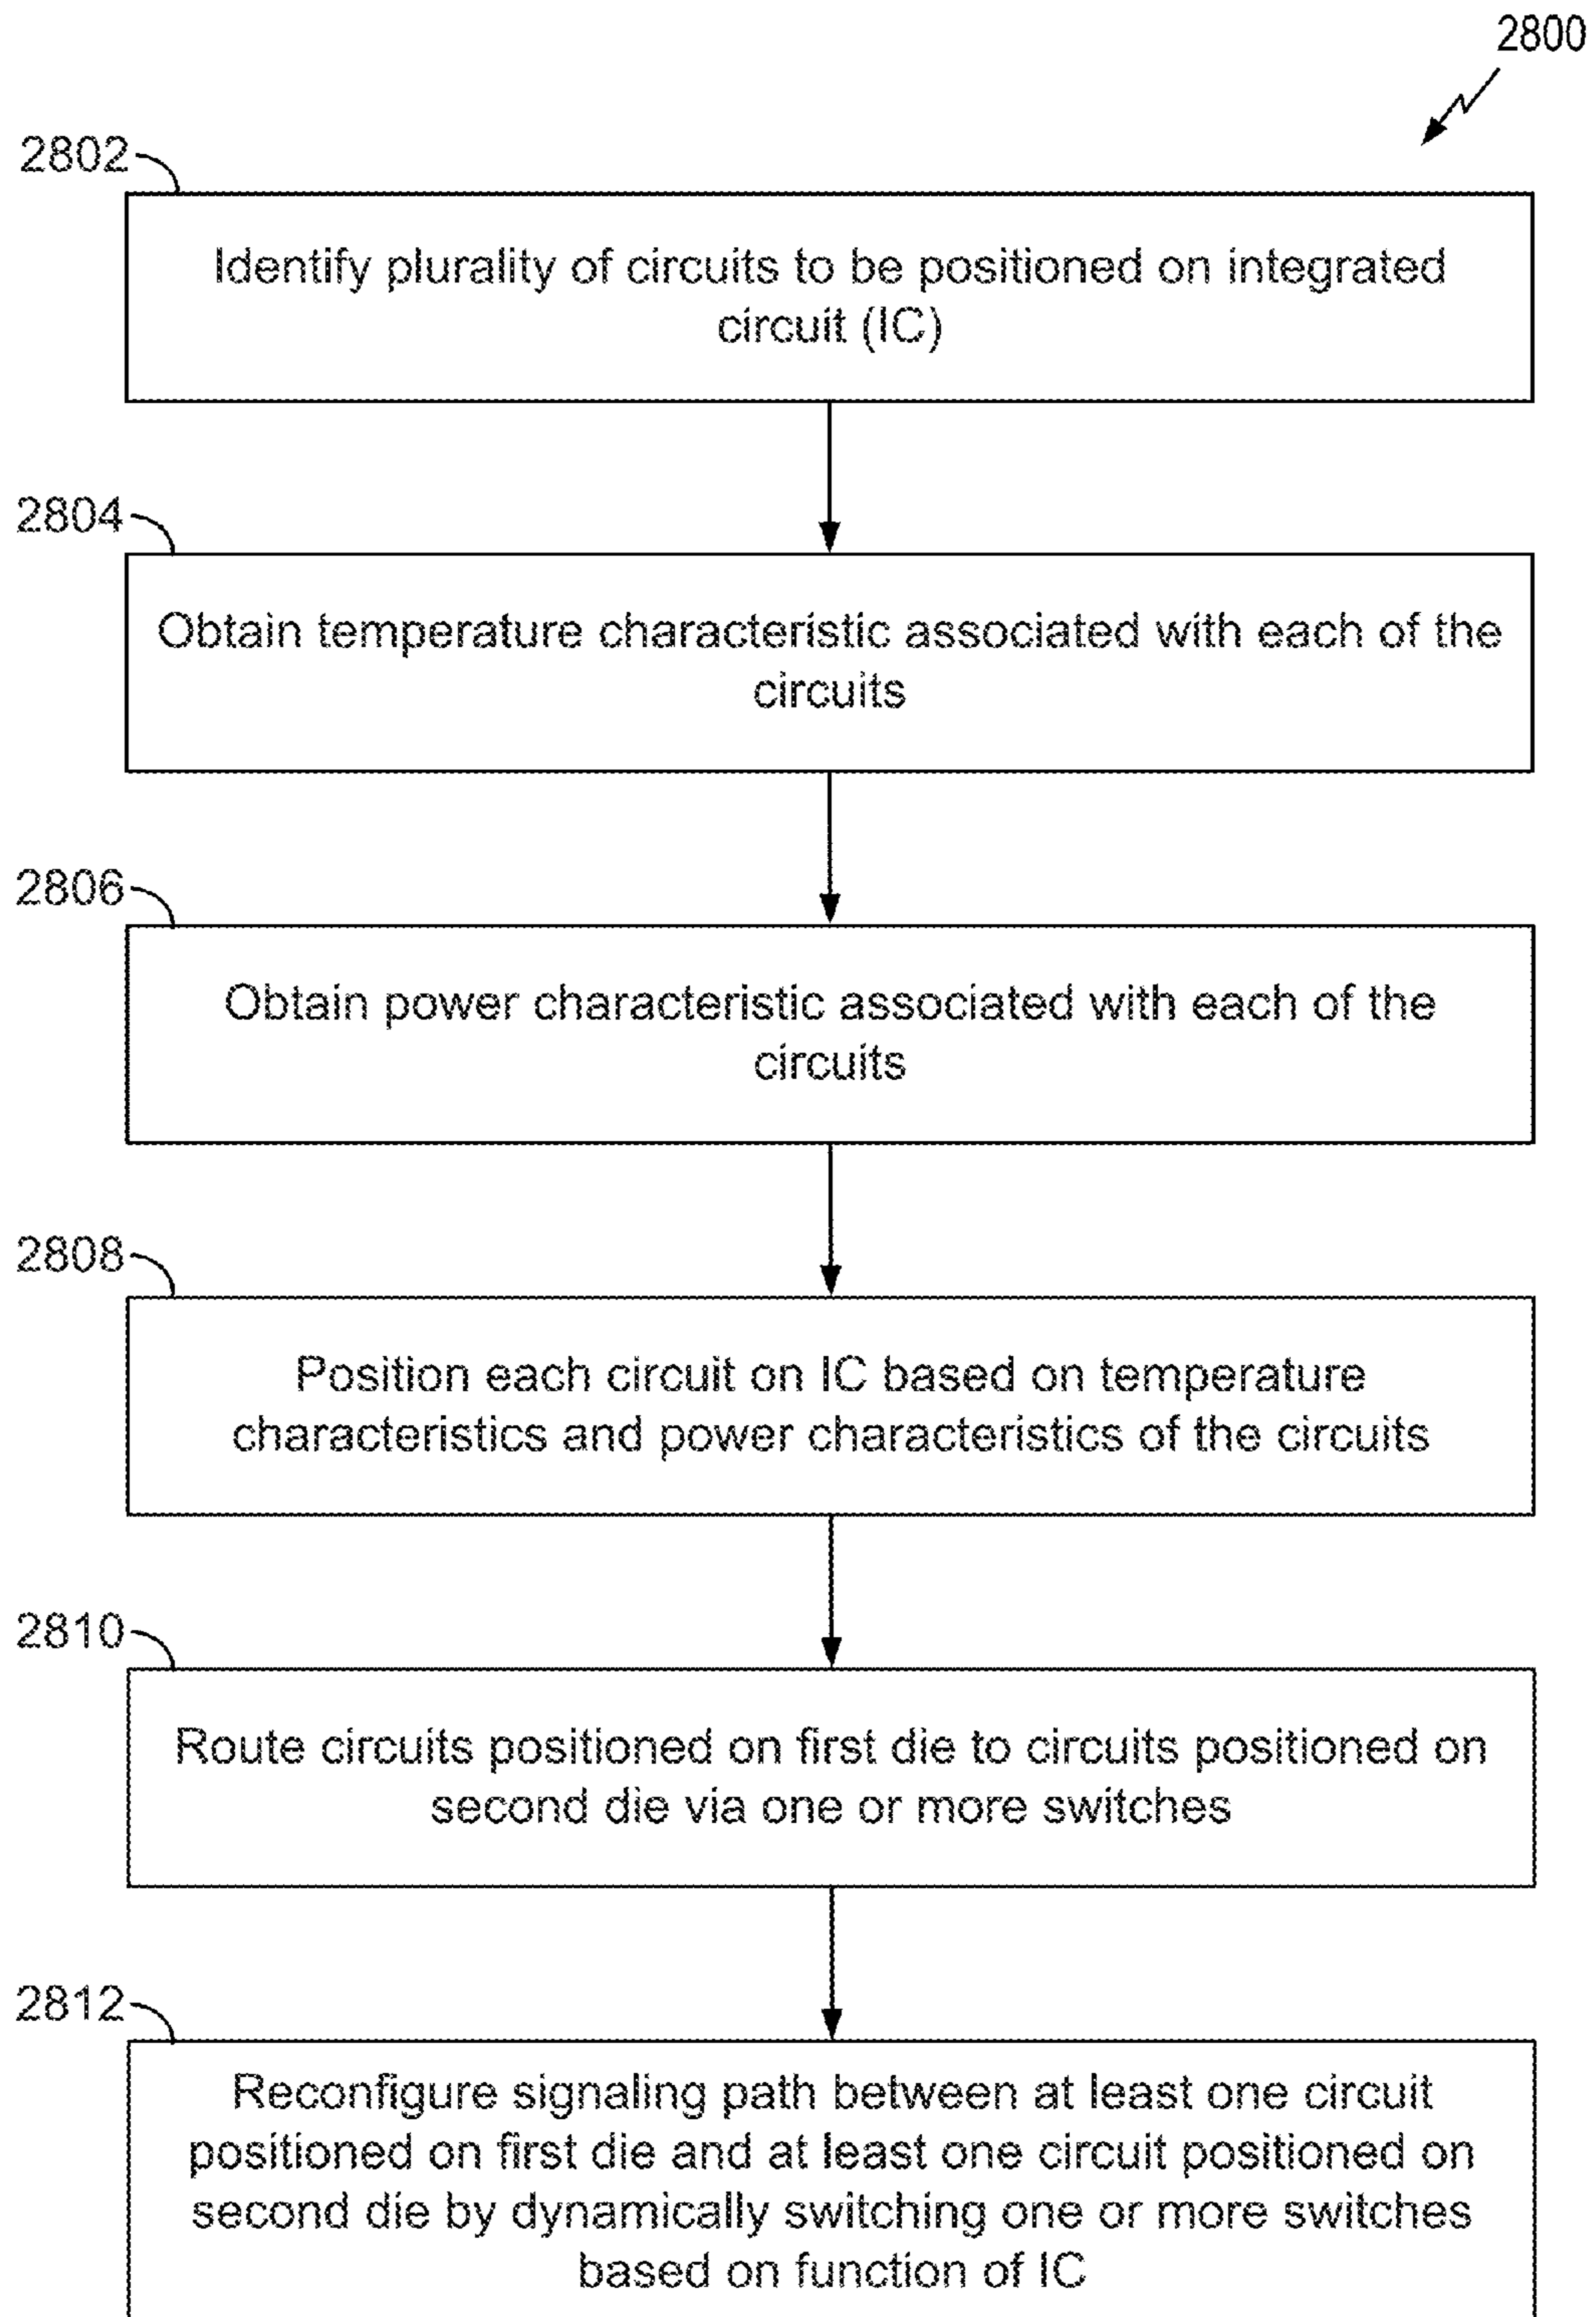 2800
2802
Identify plurality of circuits to be positioned on integrated
circuit (IC)
2804
Obtain temperature characteristic associated with each of the
circuits
2806
Obtain power characteristic associated with each of the
circuits
2808
Position each circuit on IC based on temperature
characteristics and power characteristics of the circuits
2810
Route circuits positioned on first die to circuits positioned on
second die via one or more switches
2812
Reconfigure signaling path between at least one circuit
positioned on first die and at least one circuit positioned on
second die by dynamically switching one or more switches
based on function of IC